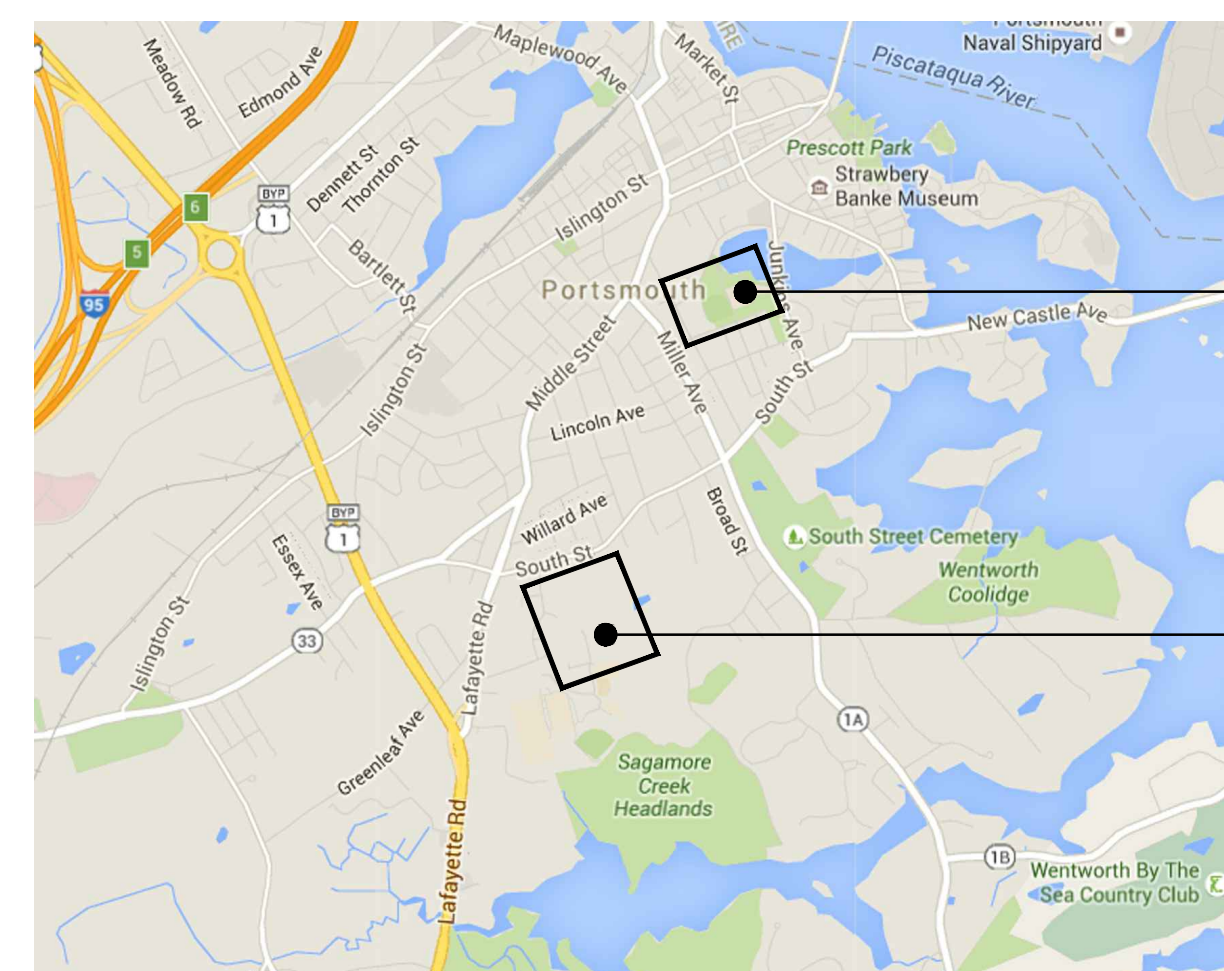 Portsmouth
Naval Shipyard
Maplewood Ave
Market St
IRE
Piscataqua River
Meadow Rd
Edmond Ave
Dennett St
Thornton St
BYP
1
6
5
95
Prescott Park
Strawbery
Banke Museum
Islington St
Bartlett St
Portsmouth
Junkins Ave
New Castle Ave
Middle Street
Miller Ave
Islington St
South St
Lincoln Ave
Willard Ave
Broad St
BYP
1
South St
South Street Cemetery
Wentworth
Coolidge
Essex Ave
Islington St
33
Lafayette Rd
1A
Greenleaf Ave
Sagamore
Creek
Headlands
Lafayette Rd
1B
Wentworth By The
Sea Country Club